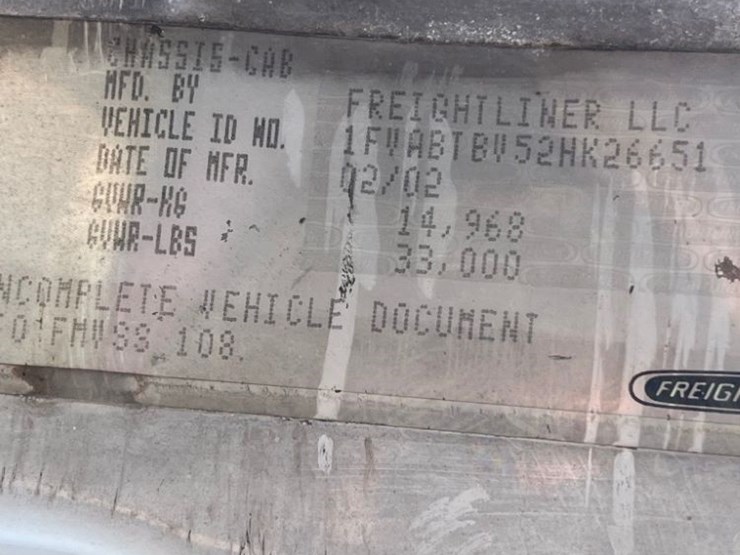 CHASSIS-CAB
MFD. BY FREIGHTLINER LLC
VEHICLE ID NO. 1FVABTBV52HK26651
DATE OF MFR. 02/02
GVWR-KG 14,968
GVWR-LBS 33,000
NCOMPLETE VEHICLE DOCUMENT
O FMVSS 108.
FREIG